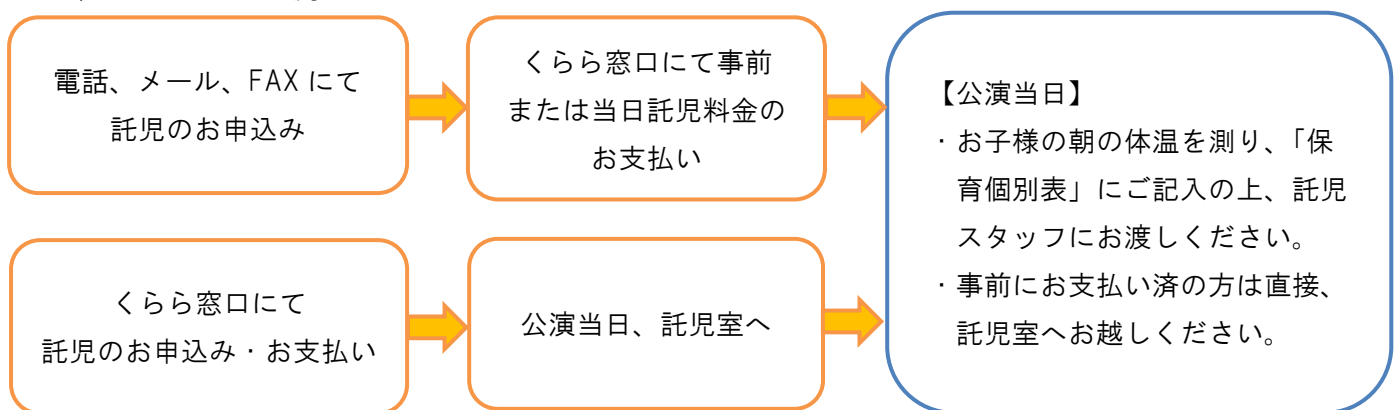 電話、メール、FAX にて
託児のお申込み
くらら窓口にて事前
または当日託児料金の
お支払い
くらら窓口にて
託児のお申込み・お支払い
公演当日、託児室へ
【公演当日】
・お子様の朝の体温を測り、「保
育個別表」にご記入の上、託児
スタッフにお渡しください。
・事前にお支払い済の方は直接、
託児室へお越しください。